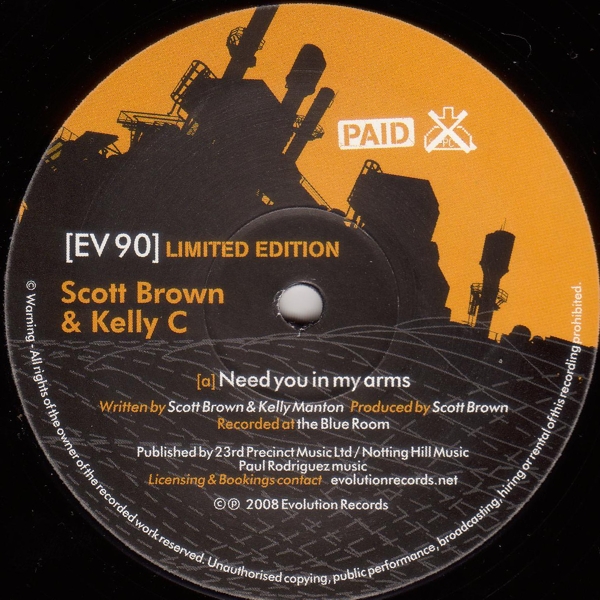 PAID
[EV 90] LIMITED EDITION
Scott Brown
& Kelly C
[a] Need you in my arms
Written by Scott Brown & Kelly Manton Produced by Scott Brown
Recorded at the Blue Room
Published by 23rd Precinct Music Ltd / Notting Hill Music
Paul Rodriguez music
Licensing & Bookings contact evolutionrecords.net
©℗ 2008 Evolution Records
© Warning - All rights of the owner of the recorded work reserved. Unauthorised copying, public performance, broadcasting, hiring or rental of this recording prohibited.